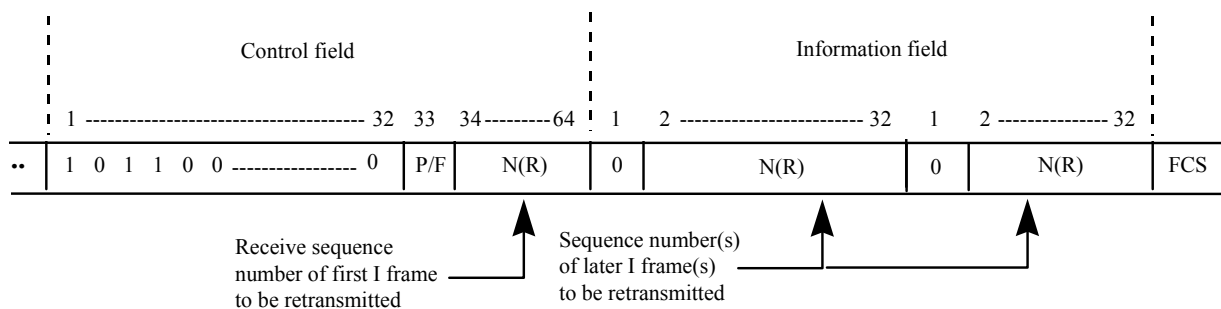 Control field Information field
1 ---------------------------------------- 32 33 34---------64 1 2 ------------------------- 32 1 2 --------------- 32
•• 1 0 1 1 0 0 ----------------- 0 P/F N(R) 0 N(R) 0 N(R) FCS
Receive sequence
number of first I frame
to be retransmitted
Sequence number(s)
of later I frame(s)
to be retransmitted